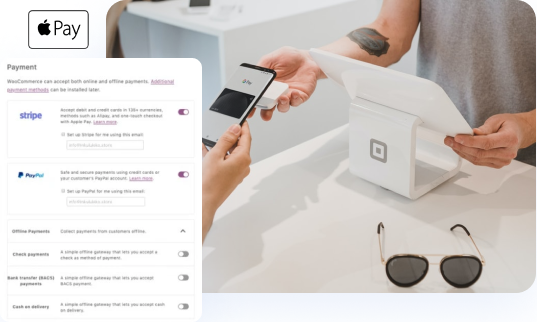 Pay
Payment
WooCommerce can accept both online and offline payments. Additional
payment methods can be installed later.
stripe
Accept debit and credit cards in 135+ currencies,
methods such as Alipay, and one-touch checkout
with Apple Pay. Learn more.
Set up Stripe for me using this email:
PayPal
Safe and secure payments using credit cards or
your customer's PayPal account. Learn more.
Set up PayPal for me using this email:
Offline Payments
Collect payments from customers offline.
Check payments
A simple offline gateway that lets you accept a
check as method of payment.
Bank transfer (BACS)
payments
A simple offline gateway that lets you accept
BACS payment.
Cash on delivery
A simple offline gateway that lets you accept cash
on delivery.